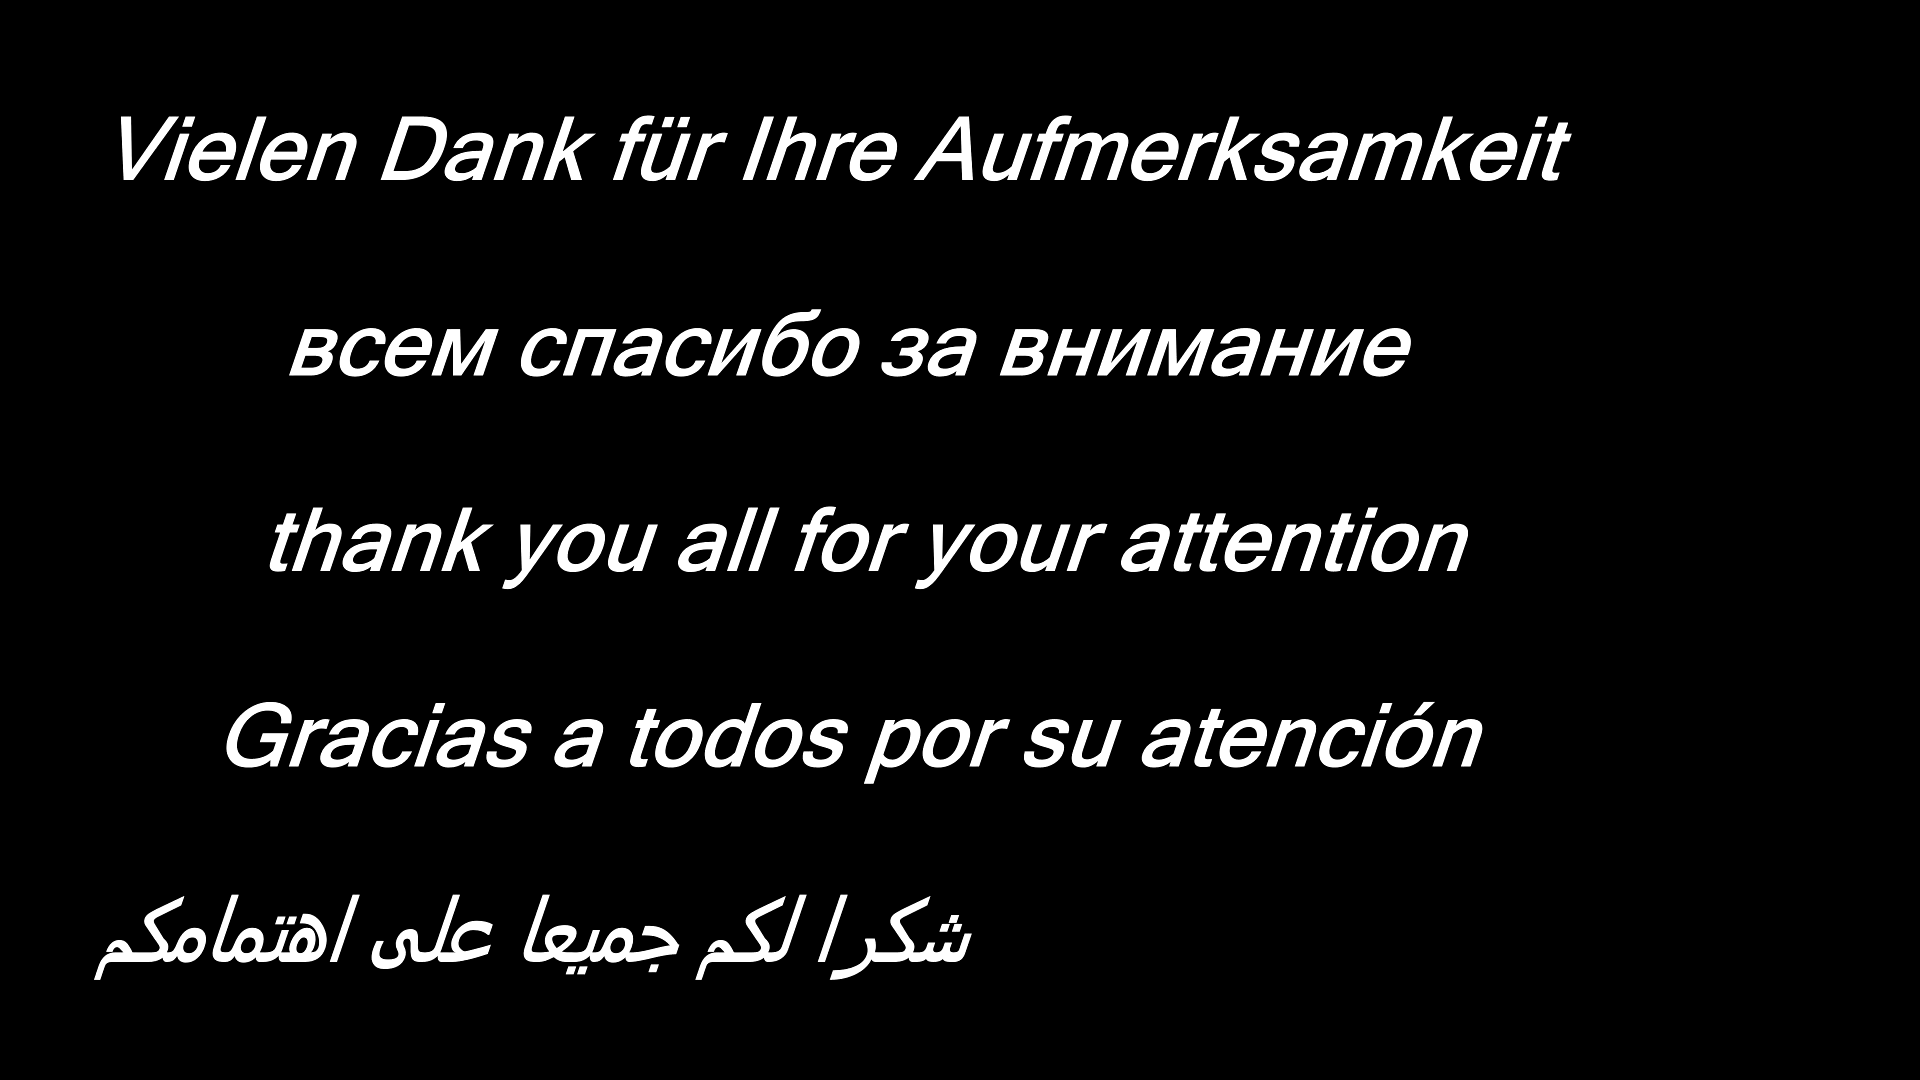 Vielen Dank für Ihre Aufmerksamkeit
всем спасибо за внимание
thank you all for your attention
Gracias a todos por su atención
شكرا لكم جميعا على اهتمامكم